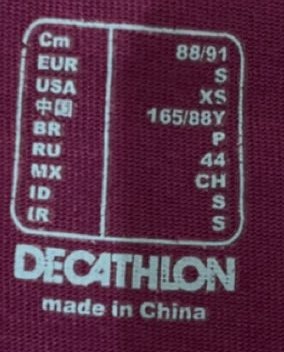 Cm 88/91
EUR S
USA XS
中国 165/88Y
BR P
RU 44
MX CH
ID S
IR S
DECATHLON
made in China